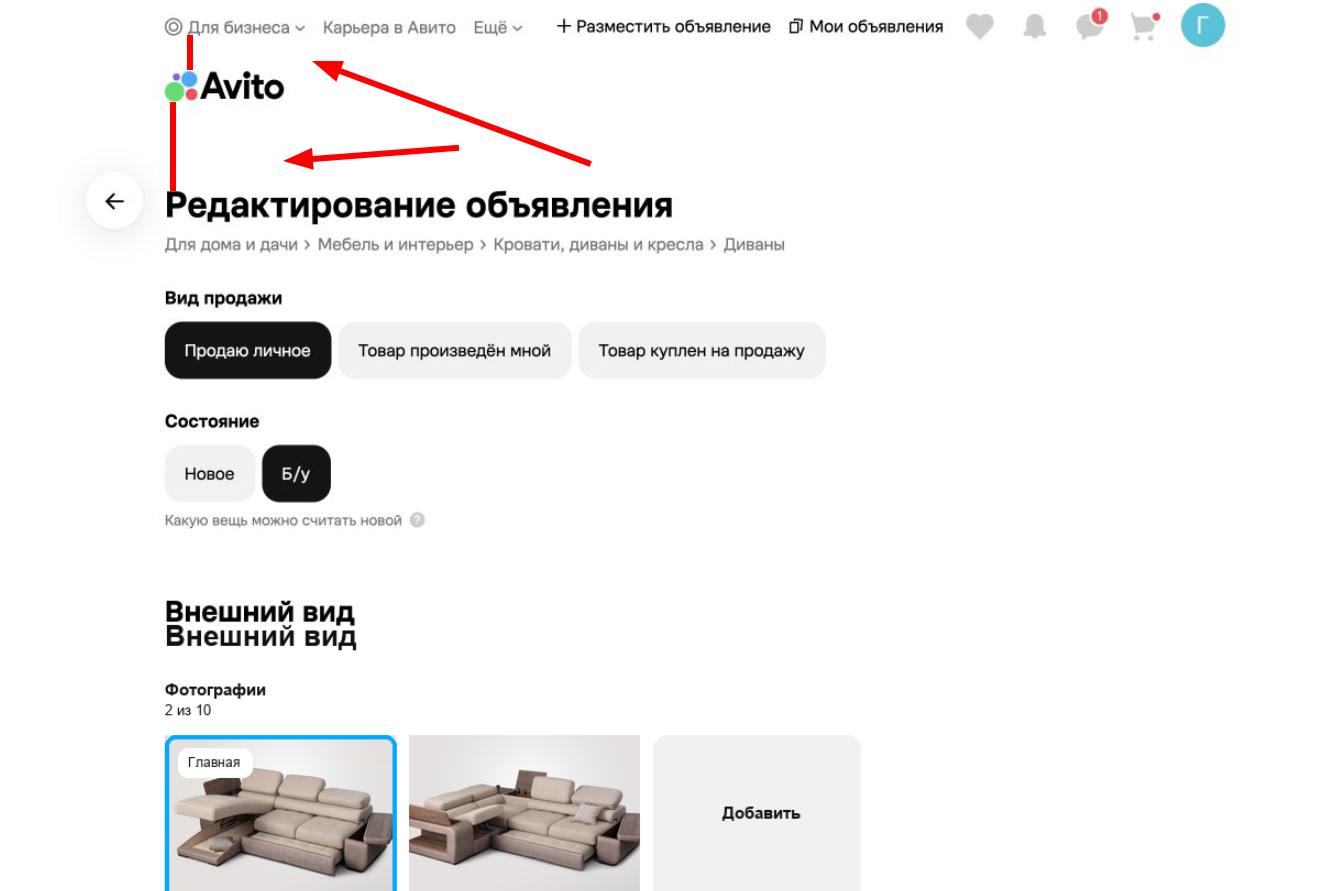 Для бизнеса Карьера в Авито Ещё + Разместить объявление Мои объявления 1 Г
Avito
Редактирование объявления
Для дома и дачи › Мебель и интерьер › Кровати, диваны и кресла › Диваны
Вид продажи
Продаю личное Товар произведён мной Товар куплен на продажу
Состояние
Новое Б/у
Какую вещь можно считать новой ?
Внешний вид
Внешний вид
Фотографии
2 из 10
Главная
Добавить